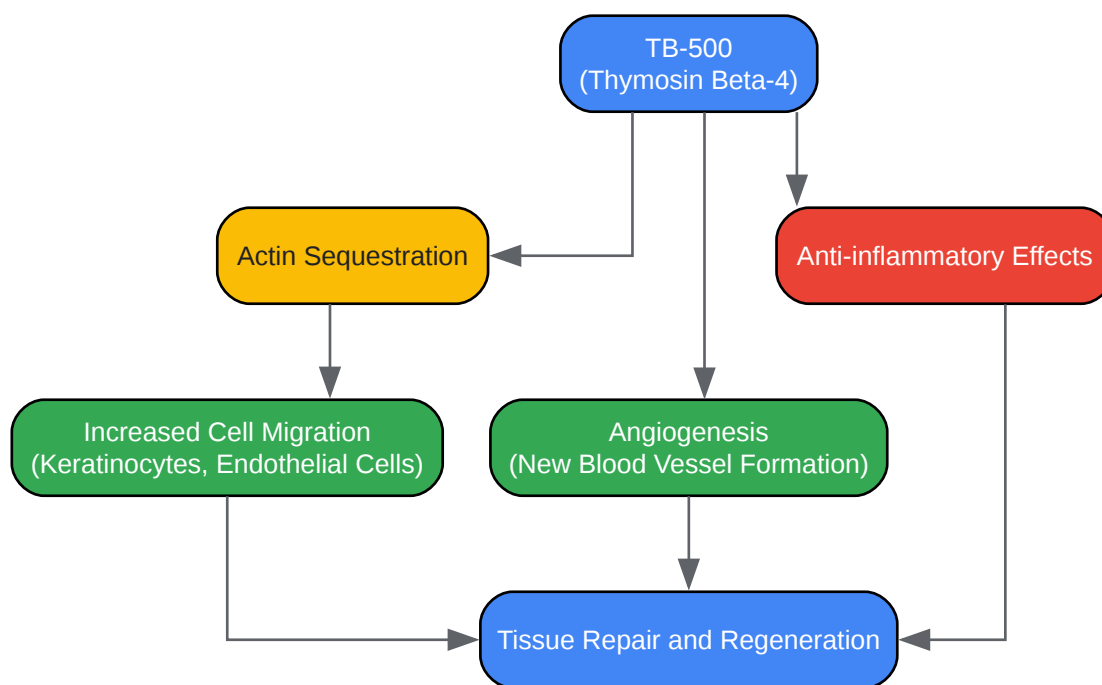 TB-500
(Thymosin Beta-4)
Actin Sequestration
Anti-inflammatory Effects
Increased Cell Migration
(Keratinocytes, Endothelial Cells)
Angiogenesis
(New Blood Vessel Formation)
Tissue Repair and Regeneration